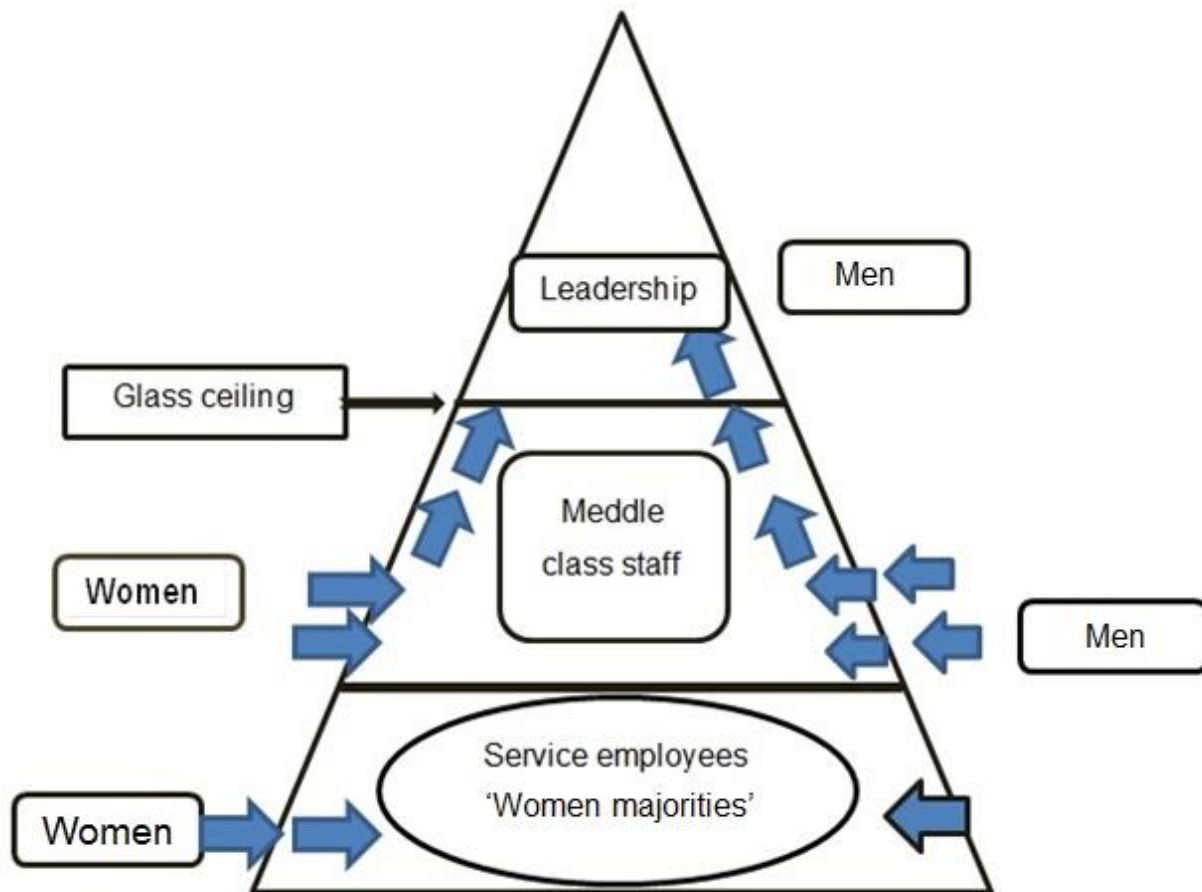 Leadership
Men
Glass ceiling
Meddle
class staff
Women
Men
Service employees
‘Women majorities’
Women